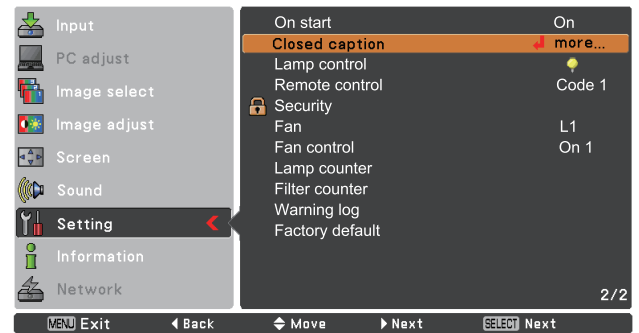 Input
PC adjust
Image select
Image adjust
Screen
Sound
Setting
Information
Network
On start On
Closed caption more...
Lamp control
Remote control Code 1
Security
Fan L1
Fan control On 1
Lamp counter
Filter counter
Warning log
Factory default
2/2
MENU Exit Back Move Next SELECT Next